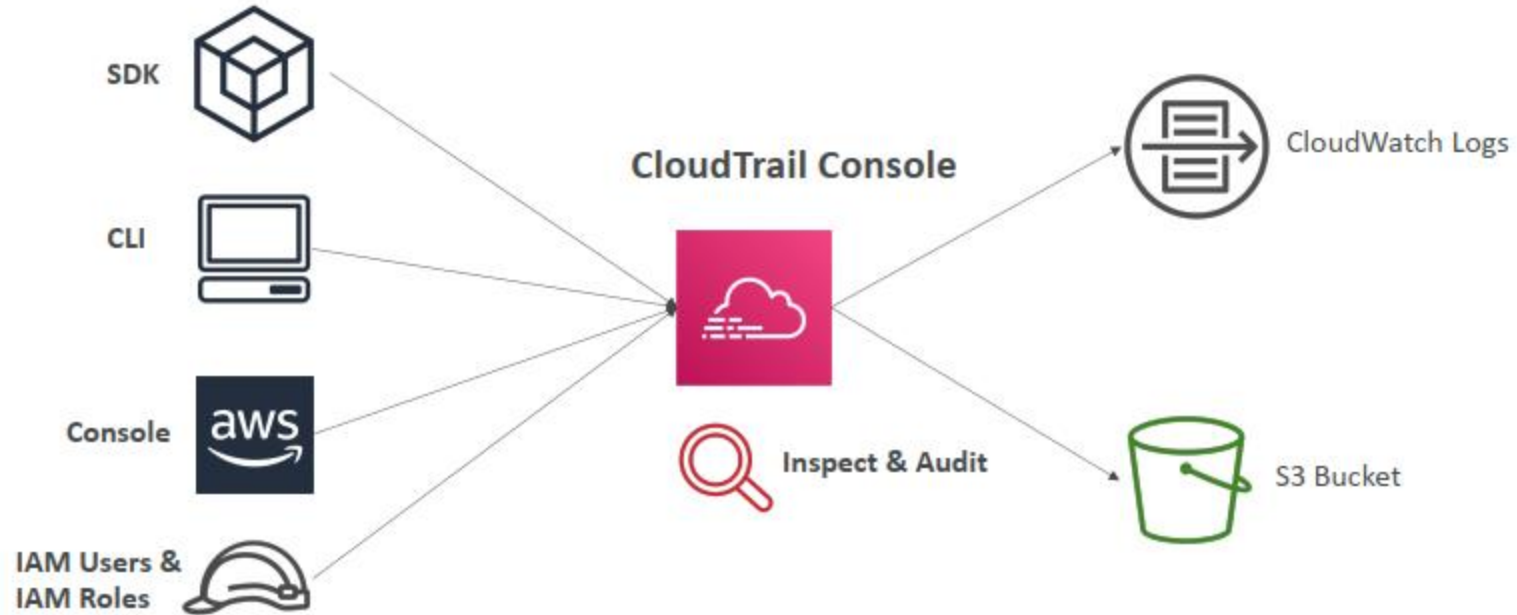 SDK
CLI
Console
aws
IAM Users &
IAM Roles
CloudTrail Console
Inspect & Audit
CloudWatch Logs
S3 Bucket